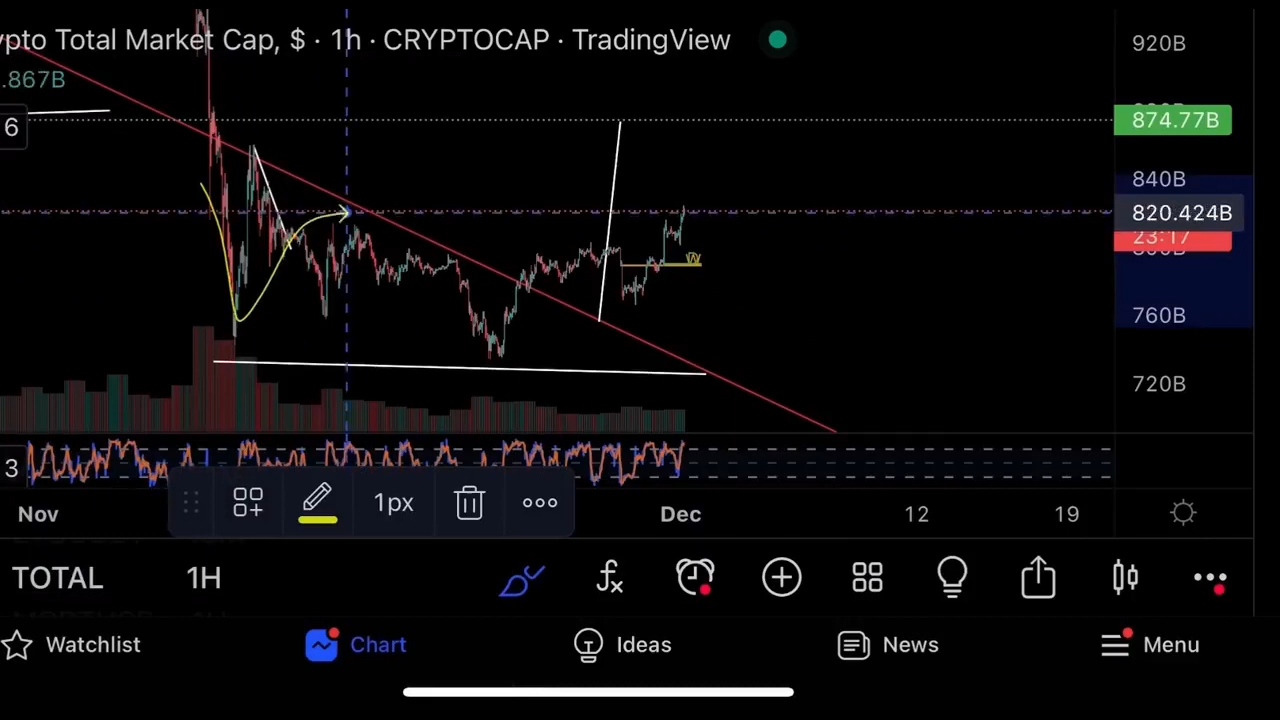 ypto Total Market Cap, $ · 1h · CRYPTOCAP · TradingView
920B
.867B
6
874.77B
840B
820.424B
23:17
W
760B
720B
3
1px
Nov
Dec
12
19
TOTAL
1H
Watchlist
Chart
Ideas
News
Menu